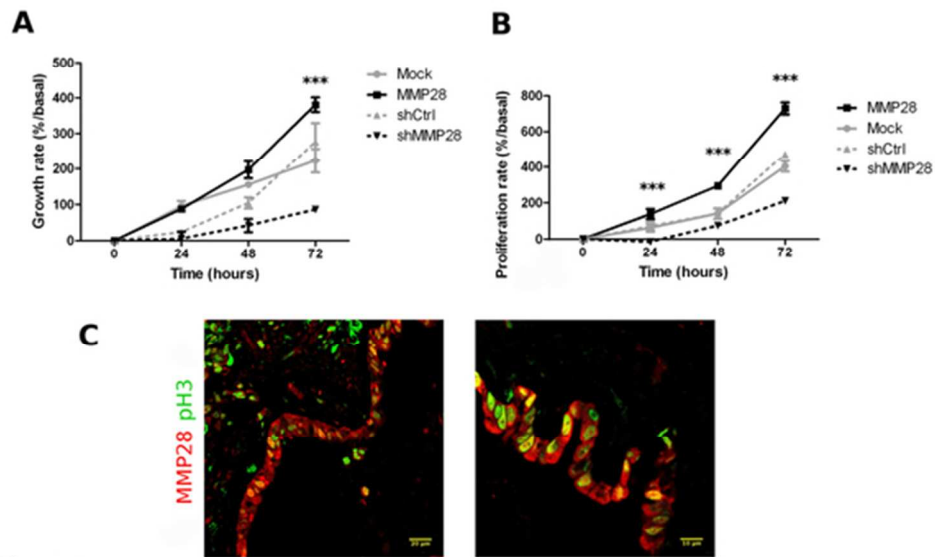 A
Growth rate (%/basal)
500
400
300
200
100
0
***
0 24 48 72
Time (hours)
Mock
MMP28
shCtrl
shMMP28
B
Proliferation rate (%/basal)
800
600
400
200
0
*** *** ***
0 24 48 72
Time (hours)
MMP28
Mock
shCtrl
shMMP28
C
MMP28 pH3